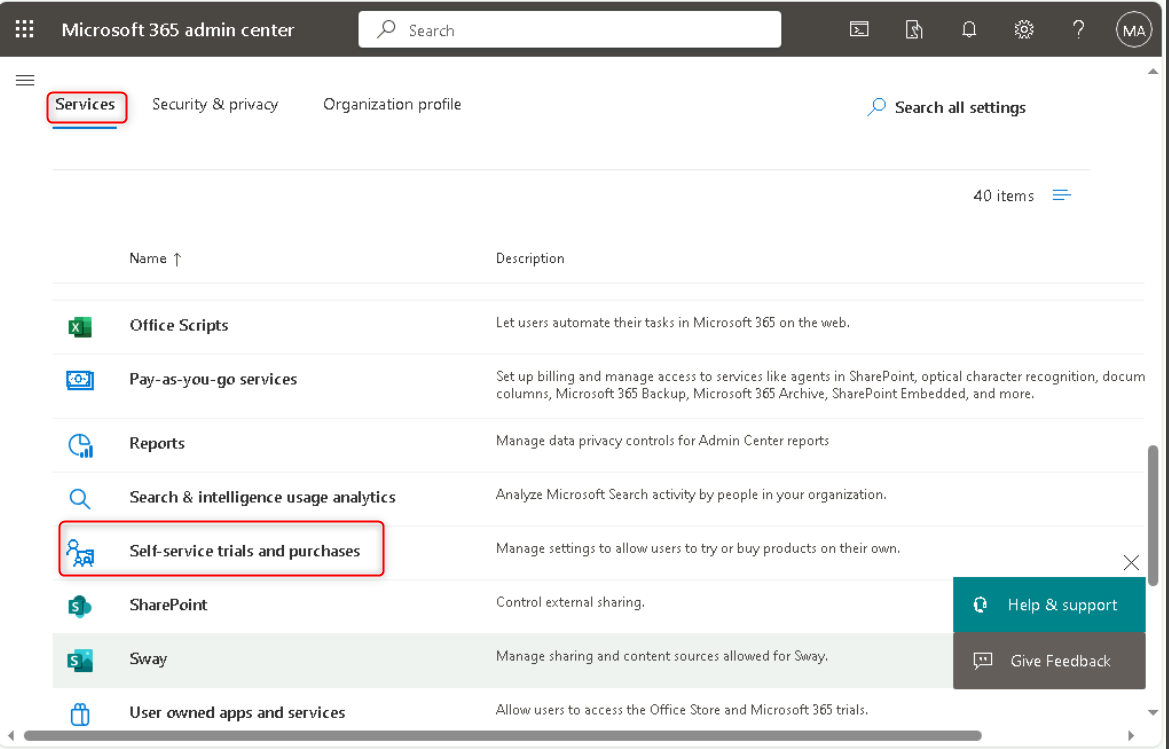 Microsoft 365 admin center
Search
MA
Services
Security & privacy
Organization profile
Search all settings
40 items
Name ↑
Description
Office Scripts
Let users automate their tasks in Microsoft 365 on the web.
Pay-as-you-go services
Set up billing and manage access to services like agents in SharePoint, optical character recognition, docum
columns, Microsoft 365 Backup, Microsoft 365 Archive, SharePoint Embedded, and more.
Reports
Manage data privacy controls for Admin Center reports
Search & intelligence usage analytics
Analyze Microsoft Search activity by people in your organization.
Self-service trials and purchases
Manage settings to allow users to try or buy products on their own.
SharePoint
Control external sharing.
Help & support
Sway
Manage sharing and content sources allowed for Sway.
Give Feedback
User owned apps and services
Allow users to access the Office Store and Microsoft 365 trials.